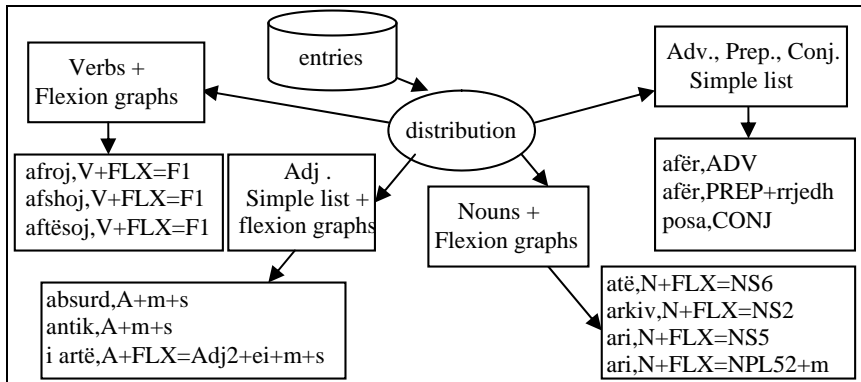 entries
distribution
Verbs +
Flexion graphs
afroj,V+FLX=F1
afshoj,V+FLX=F1
aftësoj,V+FLX=F1
Adj .
Simple list +
flexion graphs
absurd,A+m+s
antik,A+m+s
i artë,A+FLX=Adj2+ei+m+s
Nouns +
Flexion graphs
atë,N+FLX=NS6
arkiv,N+FLX=NS2
ari,N+FLX=NS5
ari,N+FLX=NPL52+m
Adv., Prep., Conj.
Simple list
afër,ADV
afër,PREP+rrjedh
posa,CONJ